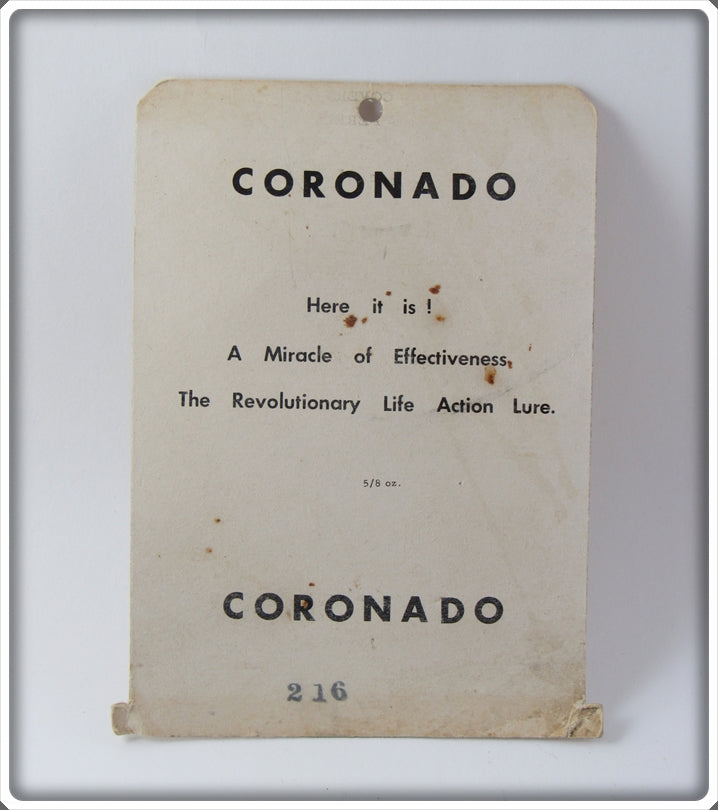 CORONADO
Here it is !
A Miracle of Effectiveness,
The Revolutionary Life Action Lure.
5/8 oz.
CORONADO
216